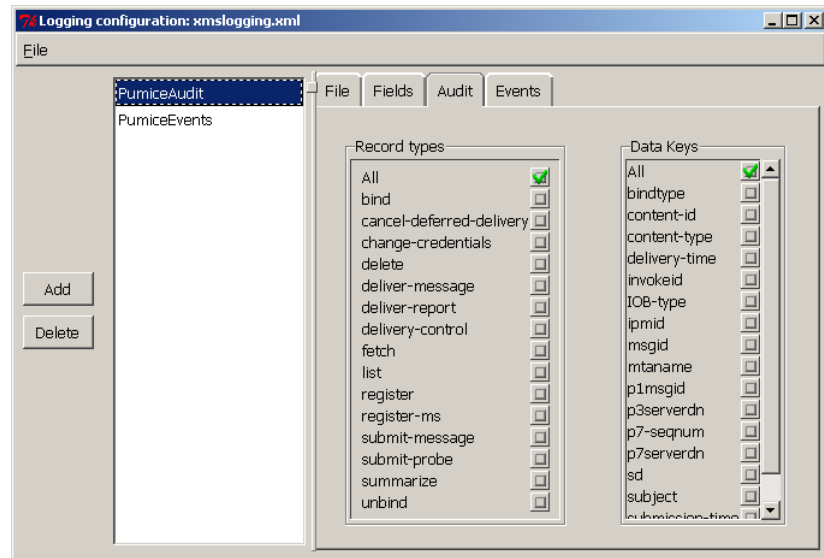 Logging configuration: xmslogging.xml
File
PumiceAudit
PumiceEvents
Add
Delete
File Fields Audit Events
Record types
All
bind
cancel-deferred-delivery
change-credentials
delete
deliver-message
deliver-report
delivery-control
fetch
list
register
register-ms
submit-message
submit-probe
summarize
unbind
Data Keys
All
bindtype
content-id
content-type
delivery-time
invokeid
IOB-type
ipmid
msgid
mtaname
p1msgid
p3serverdn
p7-seqnum
p7serverdn
sd
subject
submission-time